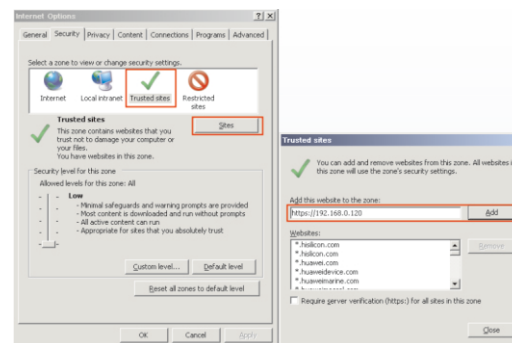 Internet Options
General Security Privacy Content Connections Programs Advanced
Select a zone to view or change security settings.
Internet Local intranet Trusted sites Restricted sites
Trusted sites
This zone contains websites that you
trust not to damage your computer or
your files.
You have websites in this zone.
Sites
Security level for this zone
Allowed levels for this zone: All
Low
- Minimal safeguards and warning prompts are provided
- Most content is downloaded and run without prompts
- All active content can run
- Appropriate for sites that you absolutely trust
Custom level... Default level
Reset all zones to default level
OK Cancel Apply
Trusted sites
You can add and remove websites from this zone. All websites in
this zone will use the zone's security settings.
Add this website to the zone:
https://192.168.0.120 Add
Websites:
*.hisilicon.com Remove
*.hisilicon.com
*.huawei.com
*.huaweidevice.com
*.huaweimarine.com
Require server verification (https:) for all sites in this zone
Close